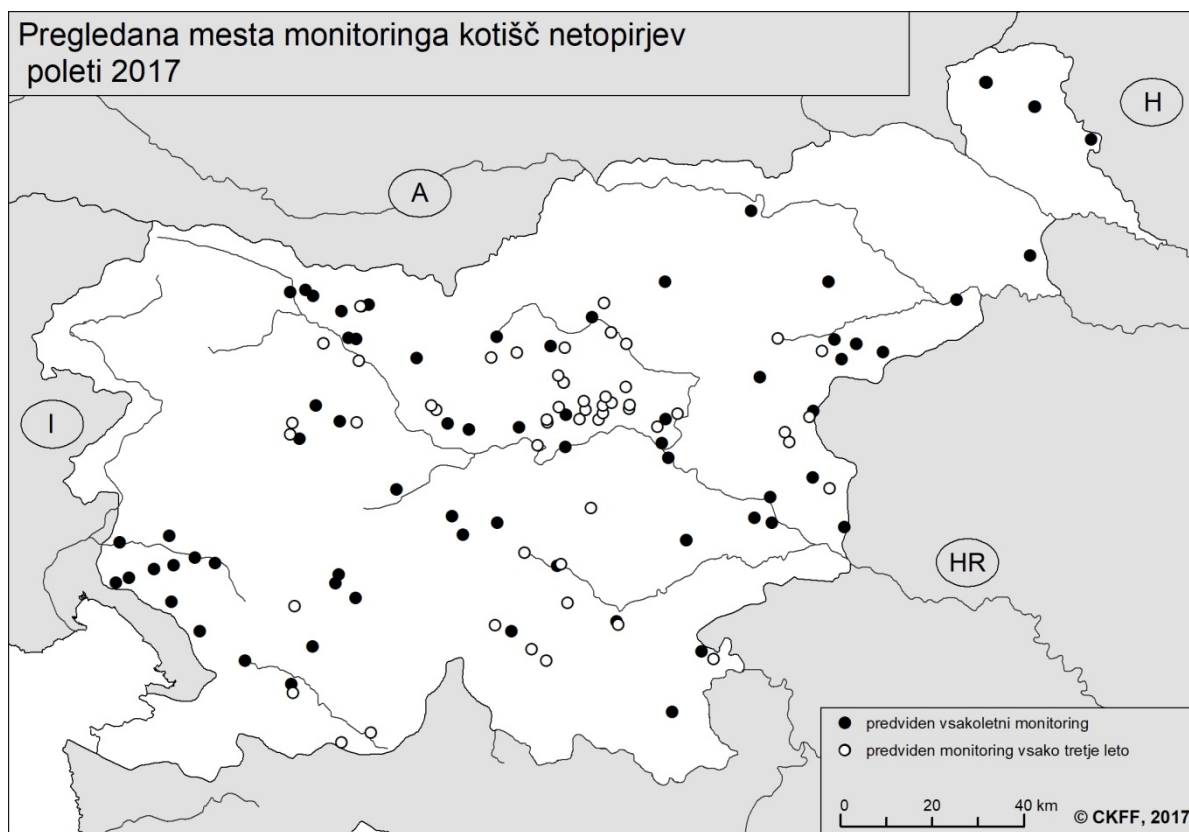 Pregledana mesta monitoringa kotišč netopirjev
poleti 2017
H
A
I
HR
predviden vsakoletni monitoring
predviden monitoring vsako tretje leto
0 20 40 km
© CKFF, 2017